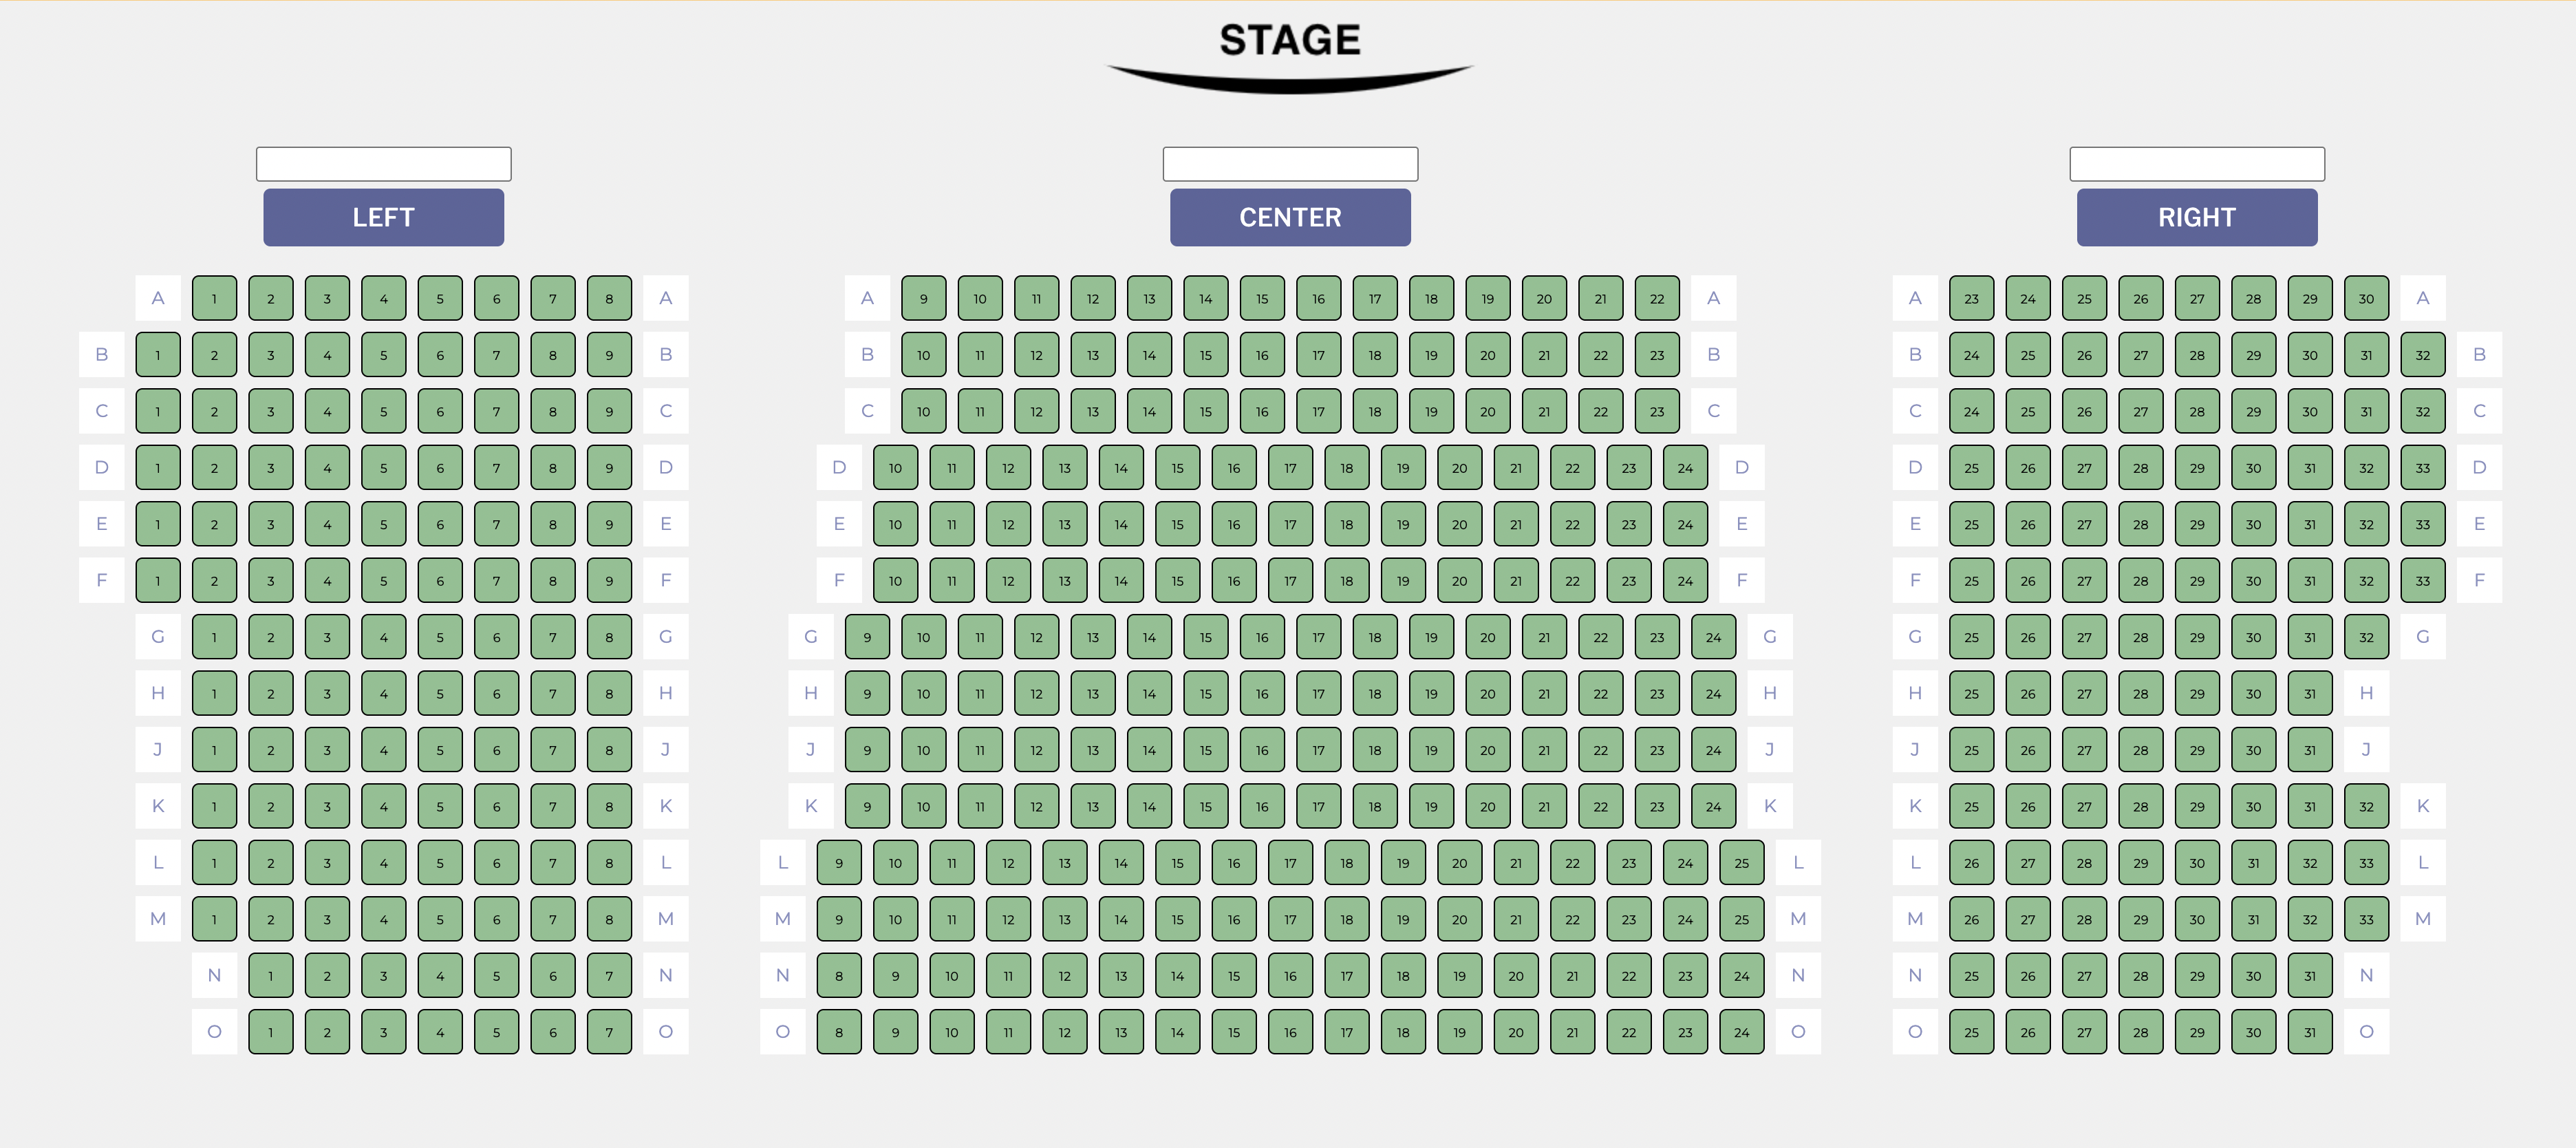 STAGE
LEFT CENTER RIGHT
A 1 2 3 4 5 6 7 8 A A 9 10 11 12 13 14 15 16 17 18 19 20 21 22 A A 23 24 25 26 27 28 29 30 A
B 1 2 3 4 5 6 7 8 9 B B 10 11 12 13 14 15 16 17 18 19 20 21 22 23 B B 24 25 26 27 28 29 30 31 32 B
C 1 2 3 4 5 6 7 8 9 C C 10 11 12 13 14 15 16 17 18 19 20 21 22 23 C C 24 25 26 27 28 29 30 31 32 C
D 1 2 3 4 5 6 7 8 9 D D 10 11 12 13 14 15 16 17 18 19 20 21 22 23 24 D D 25 26 27 28 29 30 31 32 33 D
E 1 2 3 4 5 6 7 8 9 E E 10 11 12 13 14 15 16 17 18 19 20 21 22 23 24 E E 25 26 27 28 29 30 31 32 33 E
F 1 2 3 4 5 6 7 8 9 F F 10 11 12 13 14 15 16 17 18 19 20 21 22 23 24 F F 25 26 27 28 29 30 31 32 33 F
G 1 2 3 4 5 6 7 8 G G 9 10 11 12 13 14 15 16 17 18 19 20 21 22 23 24 G G 25 26 27 28 29 30 31 32 G
H 1 2 3 4 5 6 7 8 H H 9 10 11 12 13 14 15 16 17 18 19 20 21 22 23 24 H H 25 26 27 28 29 30 31 H
J 1 2 3 4 5 6 7 8 J J 9 10 11 12 13 14 15 16 17 18 19 20 21 22 23 24 J J 25 26 27 28 29 30 31 J
K 1 2 3 4 5 6 7 8 K K 9 10 11 12 13 14 15 16 17 18 19 20 21 22 23 24 K K 25 26 27 28 29 30 31 32 K
L 1 2 3 4 5 6 7 8 L L 9 10 11 12 13 14 15 16 17 18 19 20 21 22 23 24 25 L L 26 27 28 29 30 31 32 33 L
M 1 2 3 4 5 6 7 8 M M 9 10 11 12 13 14 15 16 17 18 19 20 21 22 23 24 25 M M 26 27 28 29 30 31 32 33 M
N 1 2 3 4 5 6 7 N N 8 9 10 11 12 13 14 15 16 17 18 19 20 21 22 23 24 N N 25 26 27 28 29 30 31 N
O 1 2 3 4 5 6 7 O O 8 9 10 11 12 13 14 15 16 17 18 19 20 21 22 23 24 O O 25 26 27 28 29 30 31 O